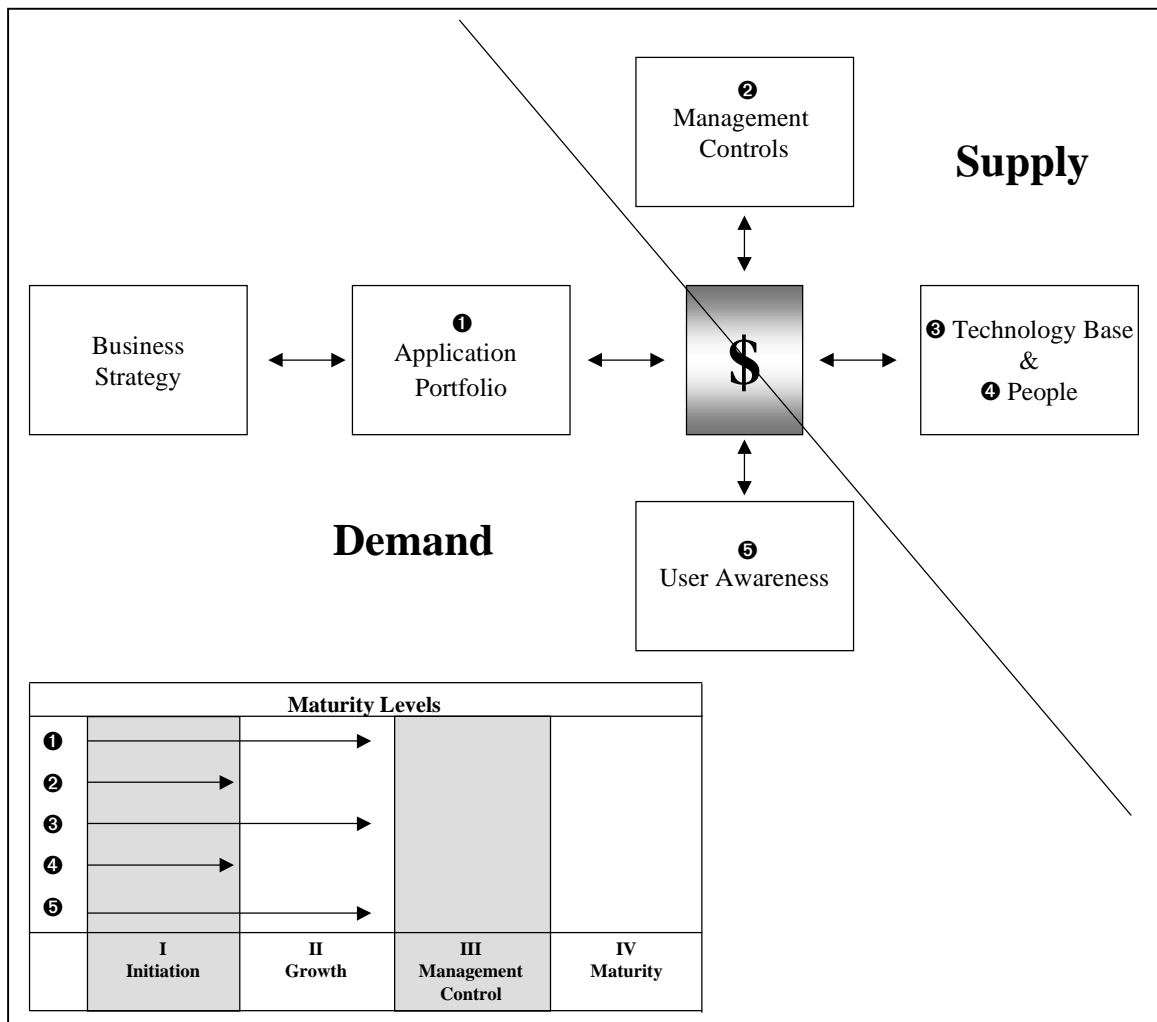 ❷
Management
Controls
Supply
Business
Strategy
❶
Application
Portfolio
$
❸ Technology Base
&
❹ People
Demand
❺
User Awareness
Maturity Levels
❶
❷
❸
❹
❺
I
Initiation
II
Growth
III
Management
Control
IV
Maturity